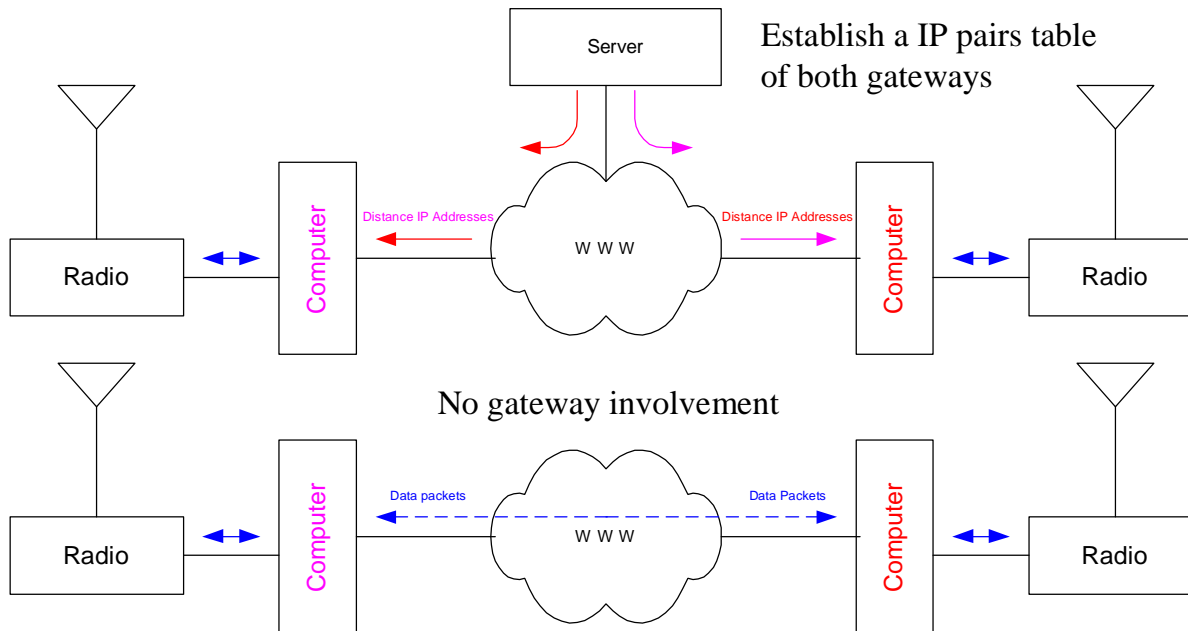 Server
Establish a IP pairs table
of both gateways
Computer
Distance IP Addresses
W W W
Distance IP Addresses
Computer
Radio
Radio
No gateway involvement
Computer
Data packets
W W W
Data Packets
Computer
Radio
Radio